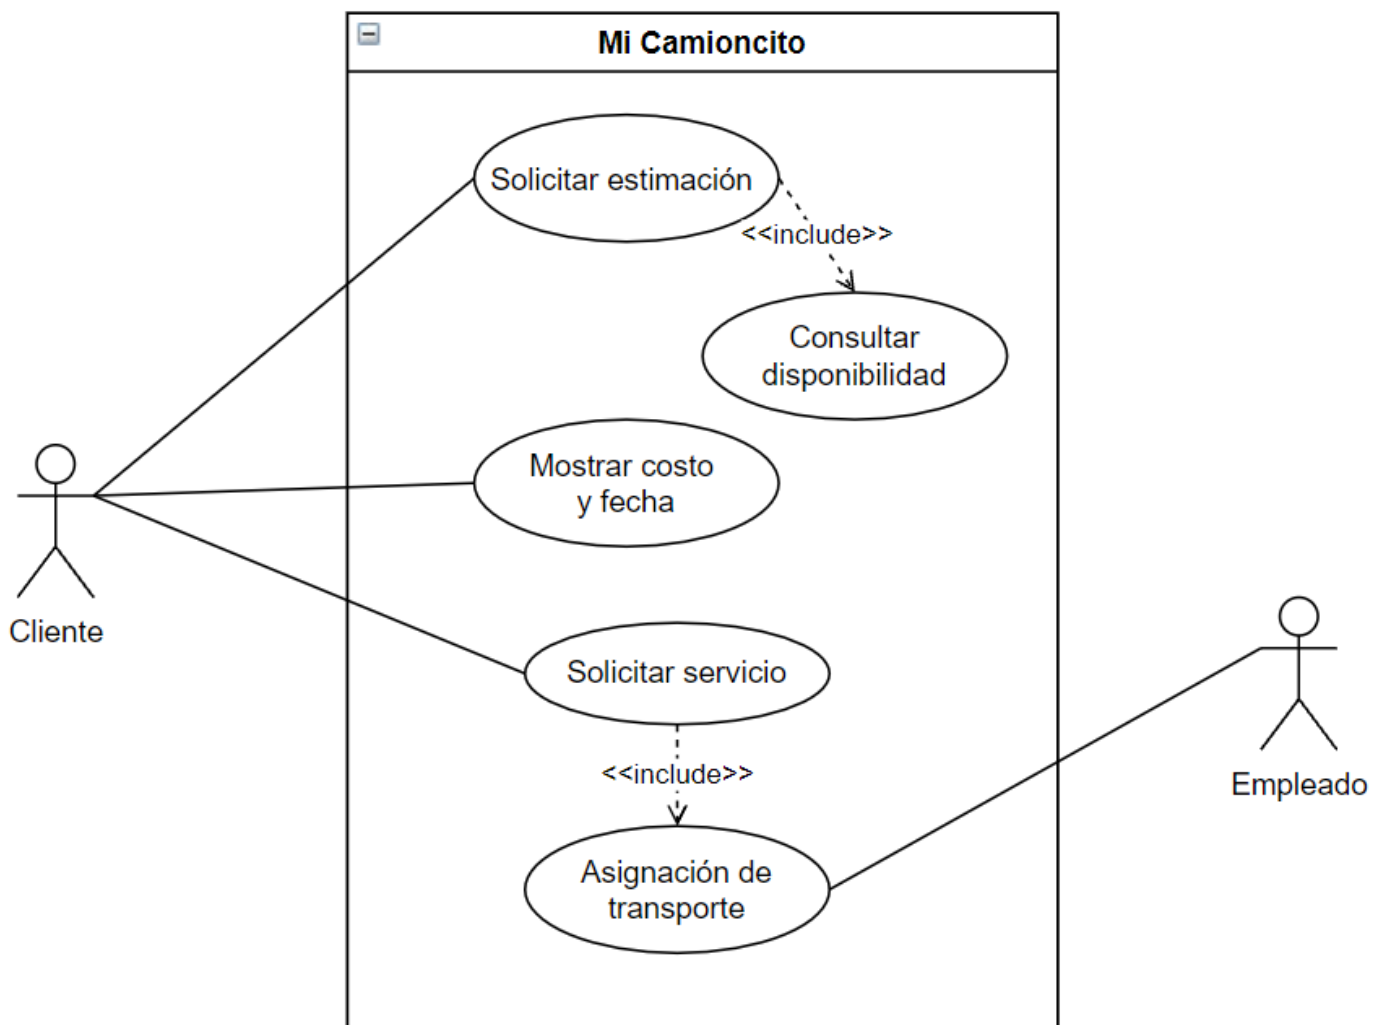 Mi Camioncito
Solicitar estimación
<<include>>
Consultar
disponibilidad
Mostrar costo
y fecha
Cliente
Solicitar servicio
<<include>>
Empleado
Asignación de
transporte